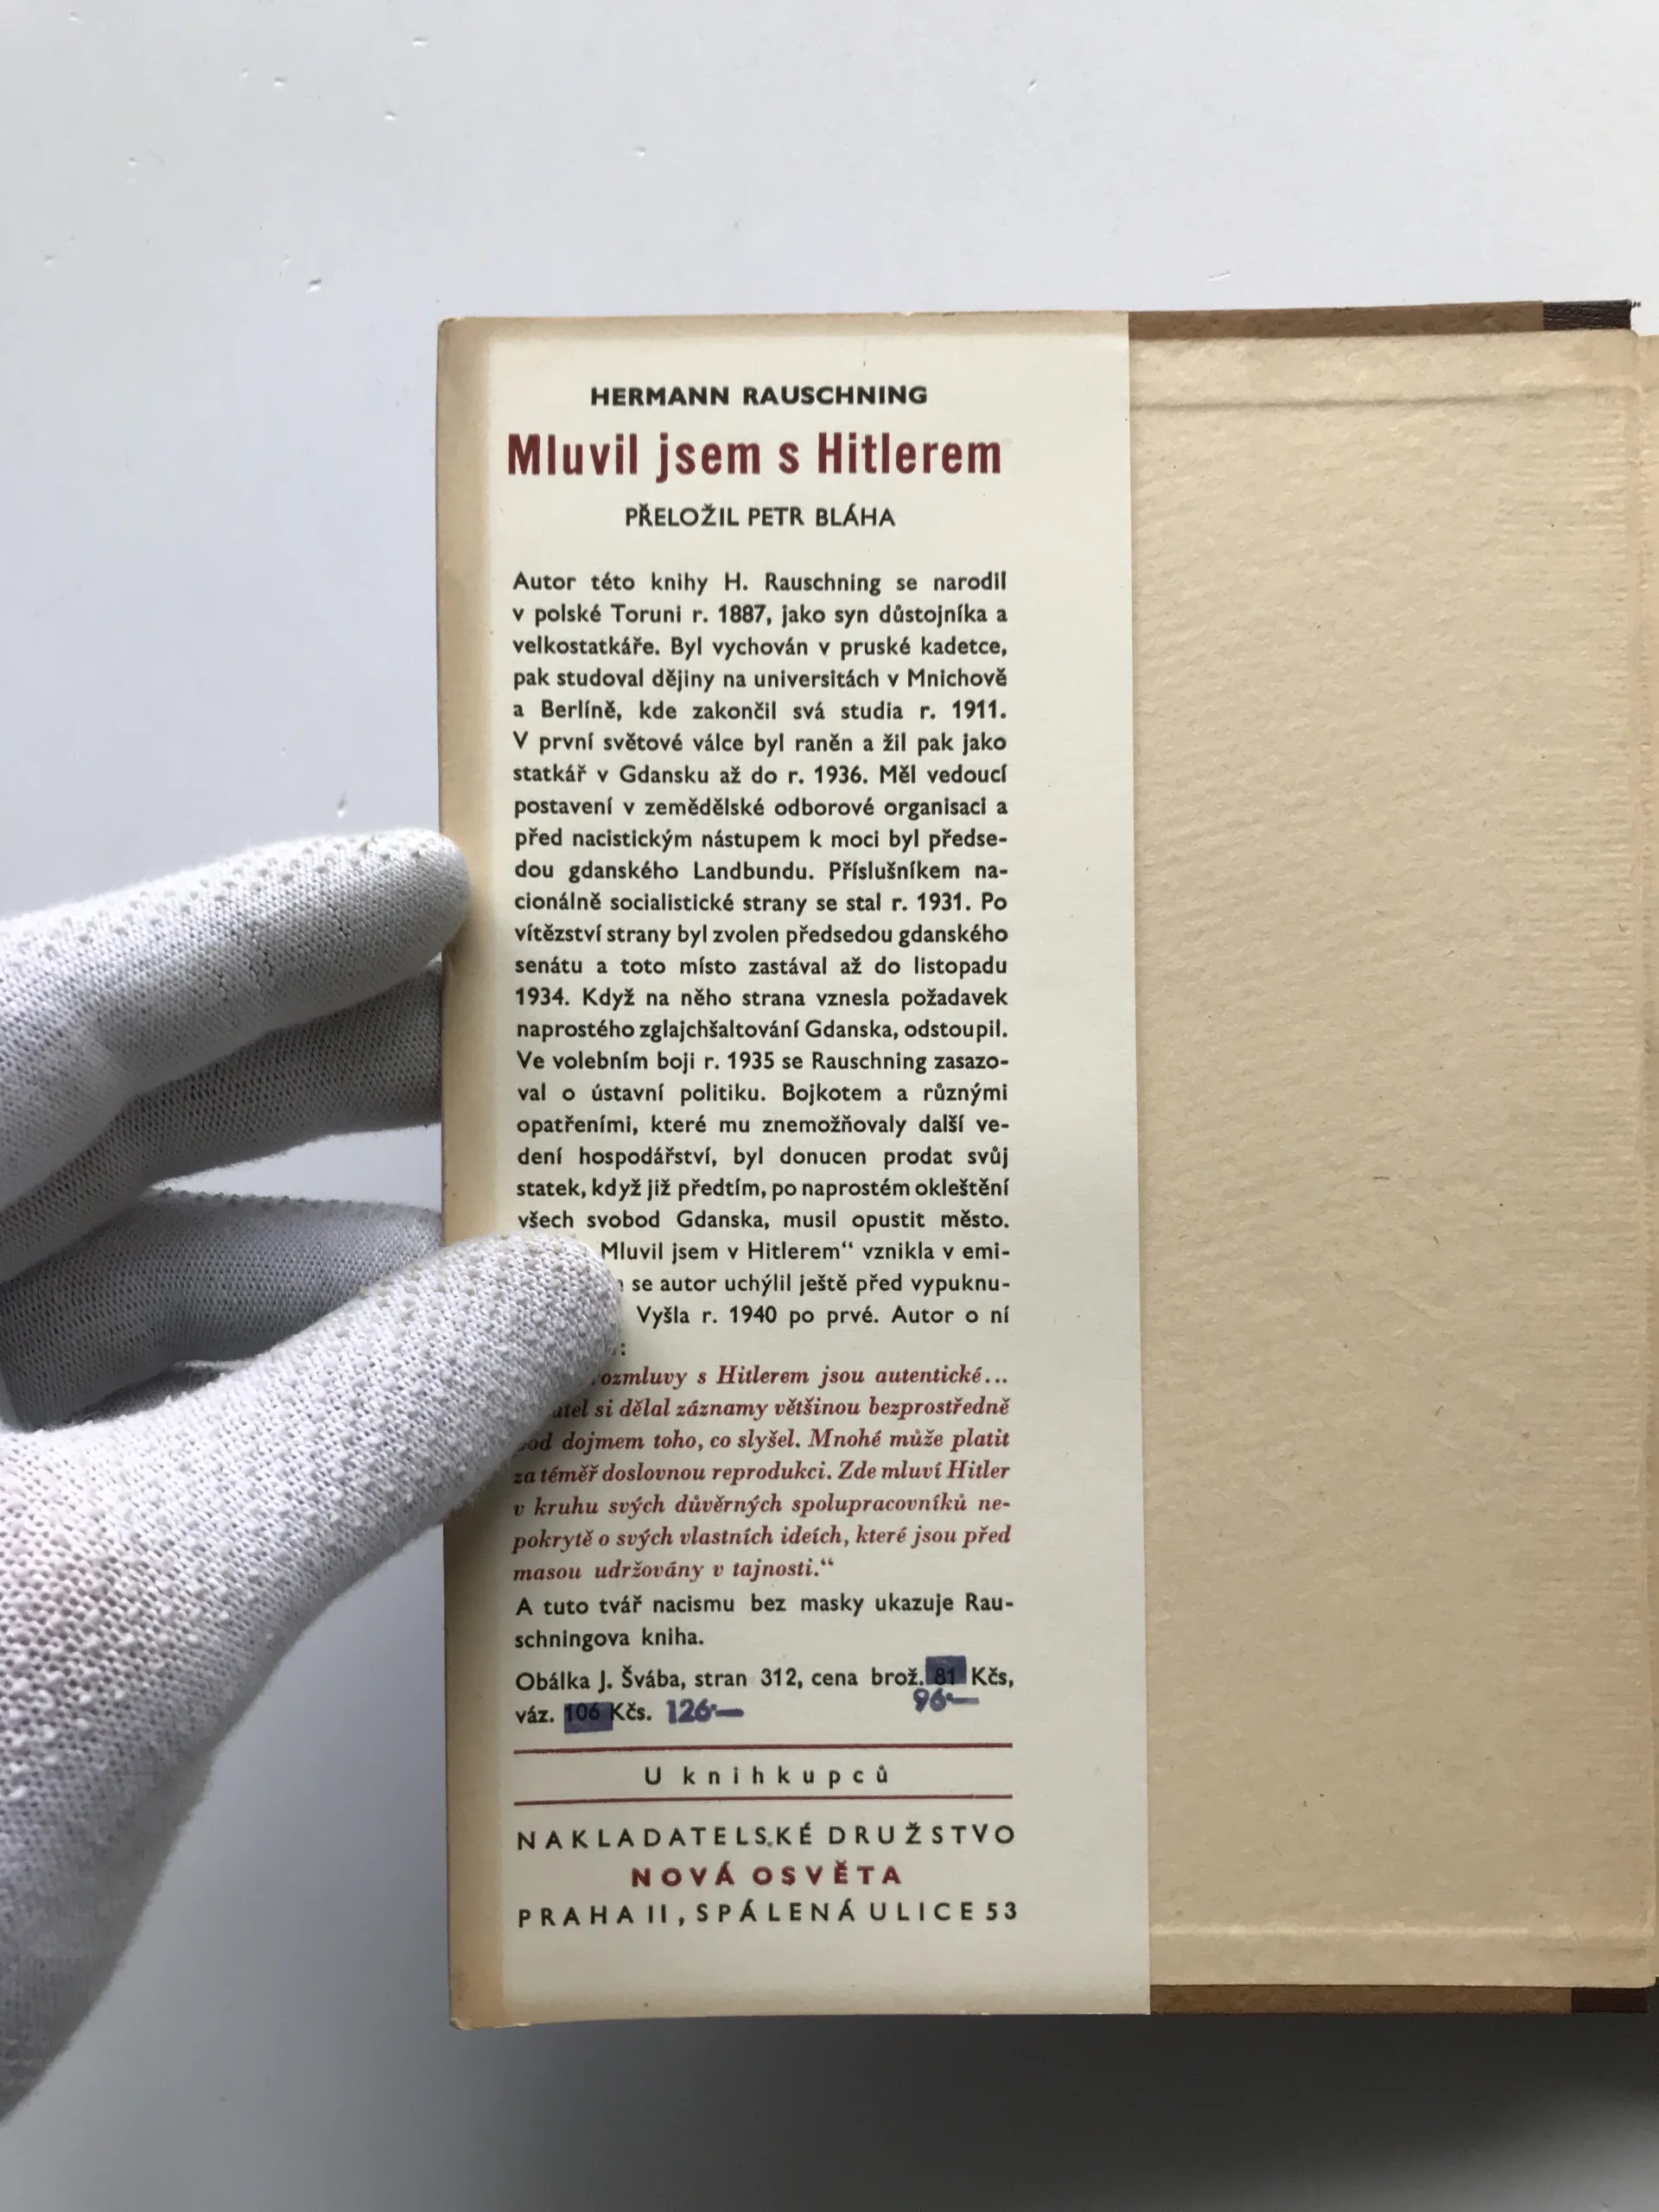 HERMANN RAUSCHNING
Mluvil jsem s Hitlerem
PŘELOŽIL PETR BLÁHA
Autor této knihy H. Rauschning se narodil
v polské Toruni r. 1887, jako syn důstojníka a
velkostatkáře. Byl vychován v pruské kadetce,
pak studoval dějiny na universitách v Mnichově
a Berlíně, kde zakončil svá studia r. 1911.
V první světové válce byl raněn a žil pak jako
statkář v Gdansku až do r. 1936. Měl vedoucí
postavení v zemědělské odborové organisaci a
před nacistickým nástupem k moci byl předse-
dou gdanského Landbundu. Příslušníkem na-
cionálně socialistické strany se stal r. 1931. Po
vítězství strany byl zvolen předsedou gdanského
senátu a toto místo zastával až do listopadu
1934. Když na něho strana vznesla požadavek
naprostého zglajchšaltování Gdanska, odstoupil.
Ve volebním boji r. 1935 se Rauschning zasazo-
val o ústavní politiku. Bojkotem a různými
opatřeními, které mu znemožňovaly další ve-
dení hospodářství, byl donucen prodat svůj
statek, když již předtím, po naprostém okleštění
všech svobod Gdanska, musil opustit město.
Mluvil jsem v Hitlerem“ vznikla v emi-
se autor uchýlil ještě před vypuknu-
Vyšla r. 1940 po prvé. Autor o ní
:
ozmluvy s Hitlerem jsou autentické...
si dělal záznamy většinou bezprostředně
pod dojmem toho, co slyšel. Mnohé může platit
za téměř doslovnou reprodukci. Zde mluví Hitler
v kruhu svých důvěrných spolupracovníků ne-
pokrytě o svých vlastních ideích, které jsou před
masou udržovány v tajnosti.“
A tuto tvář nacismu bez masky ukazuje Rau-
schningova kniha.
Obálka J. Švába, stran 312, cena brož. 81 Kčs,
96·—
váz. 106 Kčs. 126·—
U knihkupců
NAKLADATELSKÉ DRUŽSTVO
NOVÁ OSVĚTA
PRAHA II, SPÁLENÁ ULICE 53